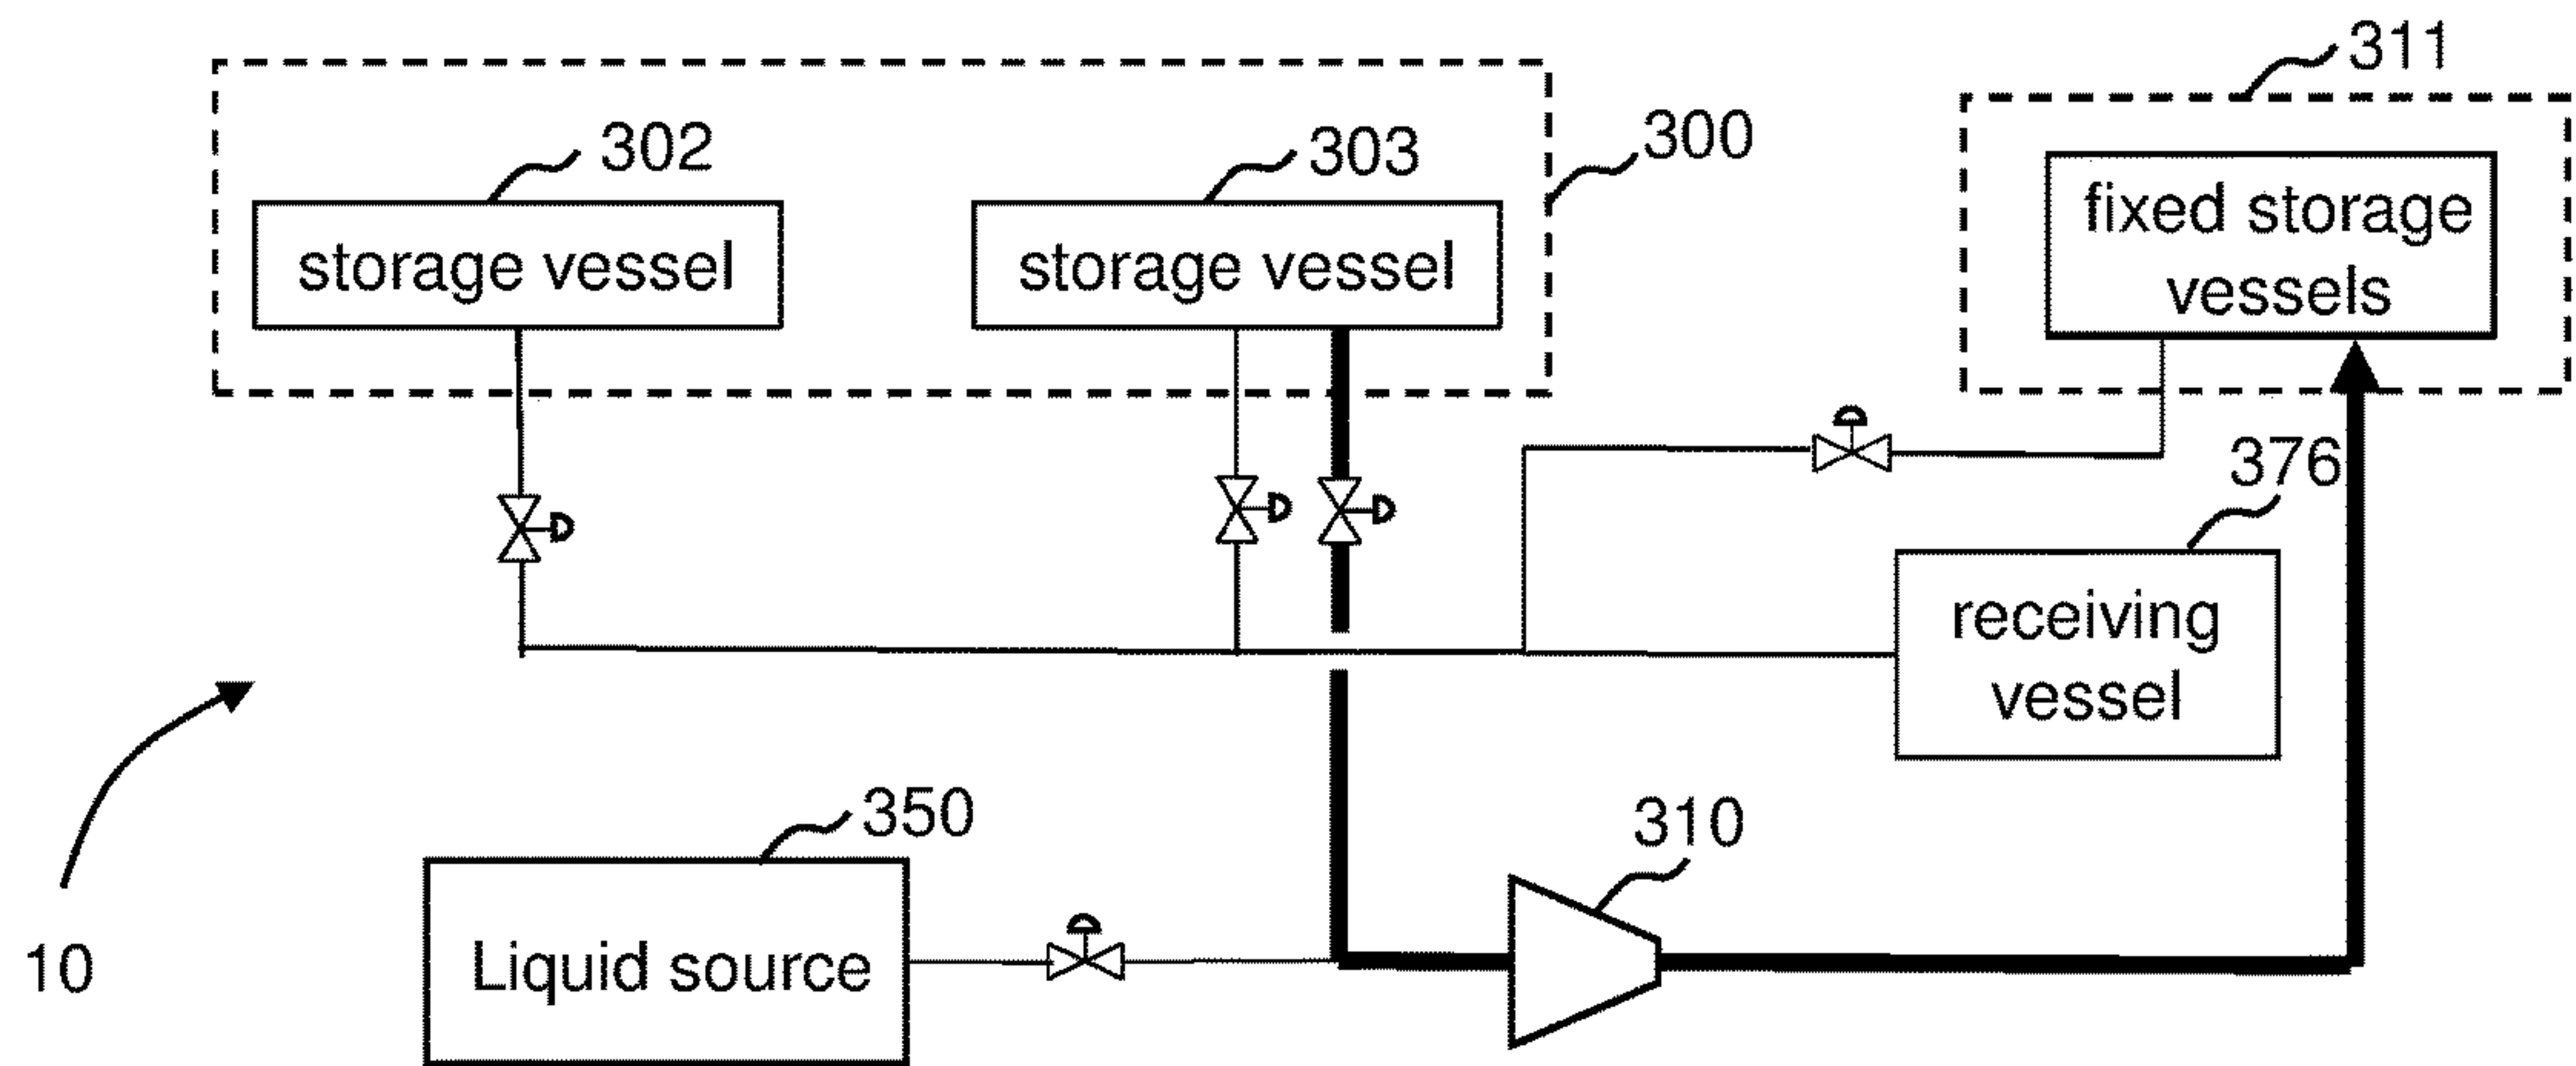 311
302
303
300
storage vessel
storage vessel
fixed storage
vessels
376
receiving
vessel
350
310
Liquid source
10